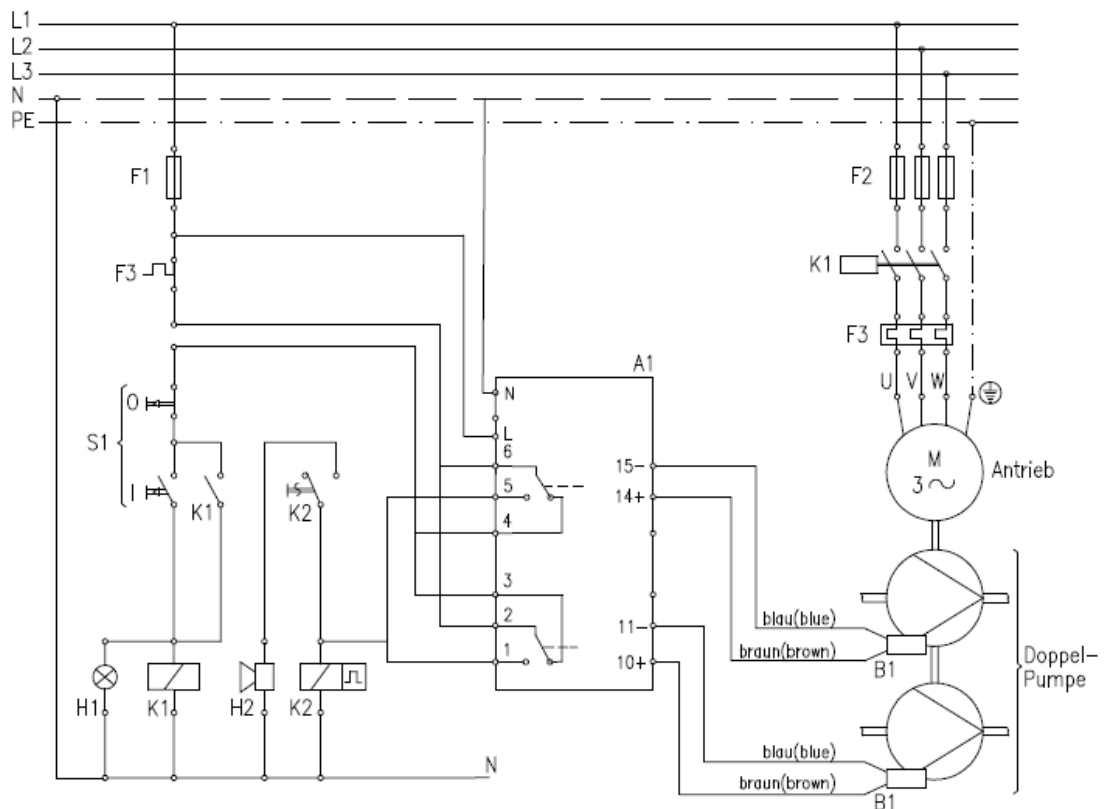 L1
L2
L3
N
PE
F1
F2
F3
K1
F3
A1
N
L
6
5
4
3
2
1
15-
14+
11-
10+
O
S1
I
K1
K2
U V W
M
3 ~
Antrieb
blau(blue)
braun(brown)
B1
Doppel-
Pumpe
blau(blue)
braun(brown)
B1
H1
K1
H2
K2
N